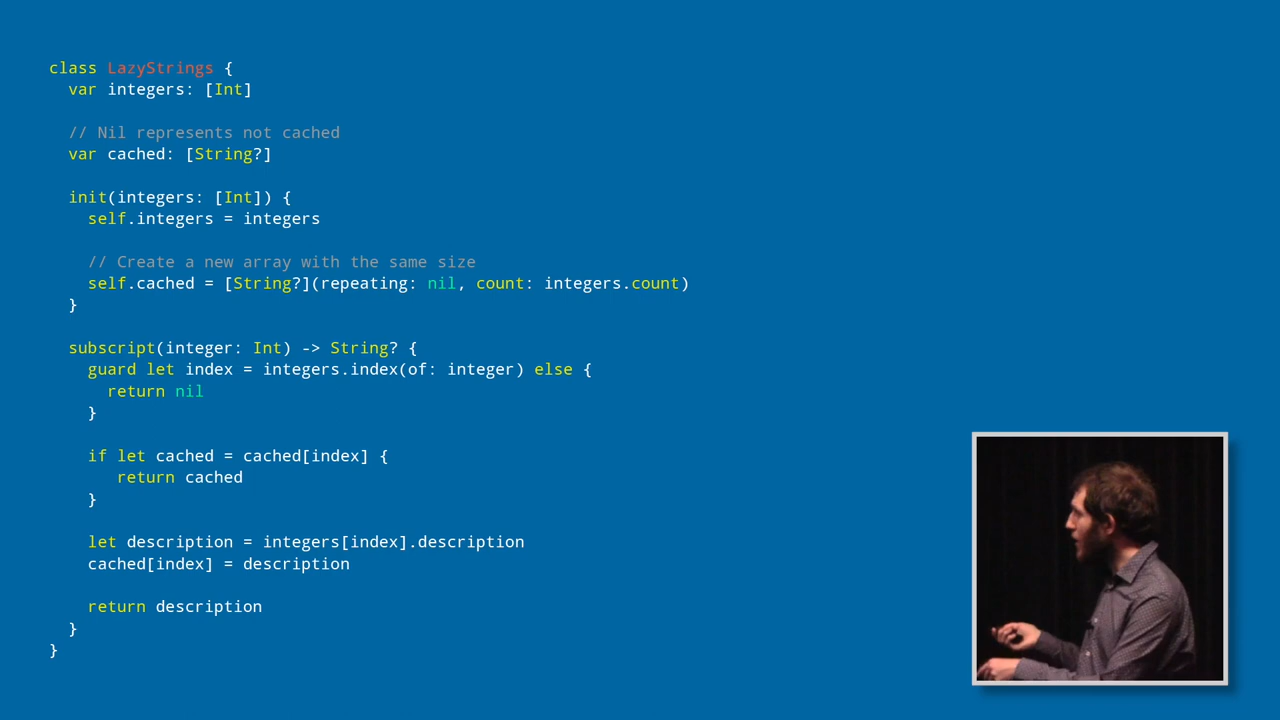 class LazyStrings {
  var integers: [Int]

  // Nil represents not cached
  var cached: [String?]

  init(integers: [Int]) {
    self.integers = integers

    // Create a new array with the same size
    self.cached = [String?](repeating: nil, count: integers.count)
  }

  subscript(integer: Int) -> String? {
    guard let index = integers.index(of: integer) else {
      return nil
    }

    if let cached = cached[index] {
       return cached
    }

    let description = integers[index].description
    cached[index] = description

    return description
  }
}